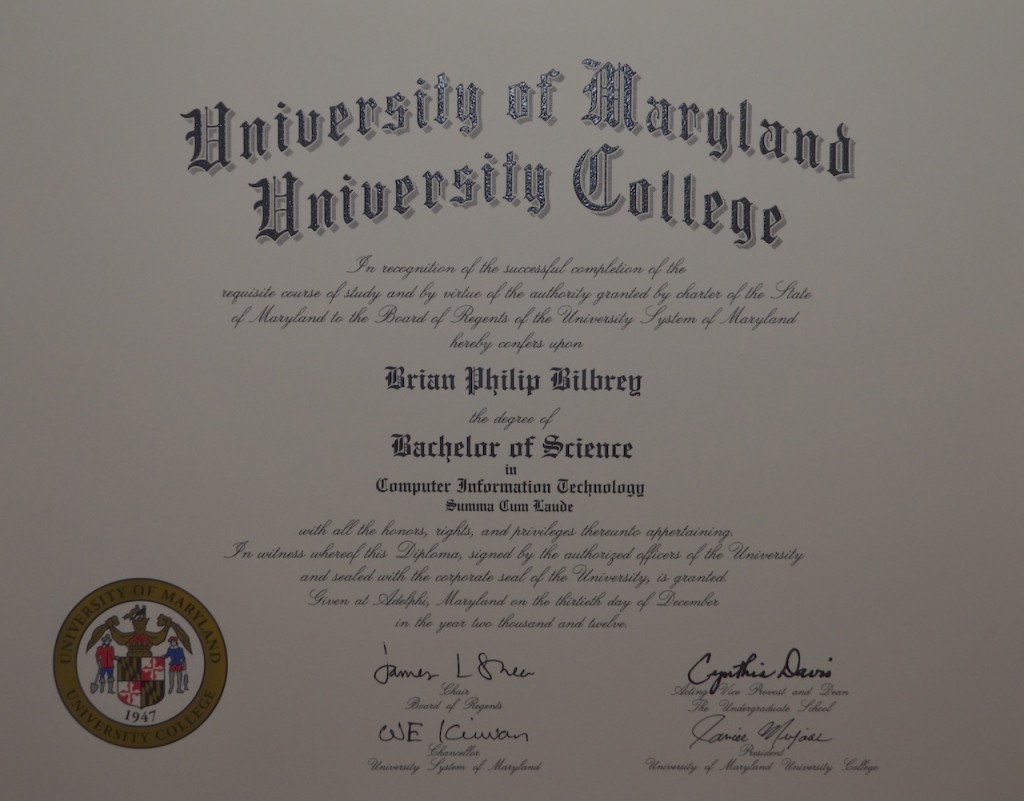 University of Maryland
University College
In recognition of the successful completion of the
requisite course of study and by virtue of the authority granted by charter of the State
of Maryland to the Board of Regents of the University System of Maryland
hereby confers upon
Brian Philip Bilbrey
the degree of
Bachelor of Science
in
Computer Information Technology
Summa Cum Laude
with all the honors, rights, and privileges thereunto appertaining.
In witness whereof this Diploma, signed by the authorized officers of the University
and sealed with the corporate seal of the University, is granted.
Given at Adelphi, Maryland on the thirtieth day of December
in the year two thousand and twelve.
UNIVERSITY OF MARYLAND
1947
UNIVERSITY COLLEGE
James L Shea
Chair
Board of Regents
Cynthia Davis
Acting Vice Provost and Dean
The Undergraduate School
WE Kirwan
Chancellor
University System of Maryland
Javier
President
University of Maryland University College